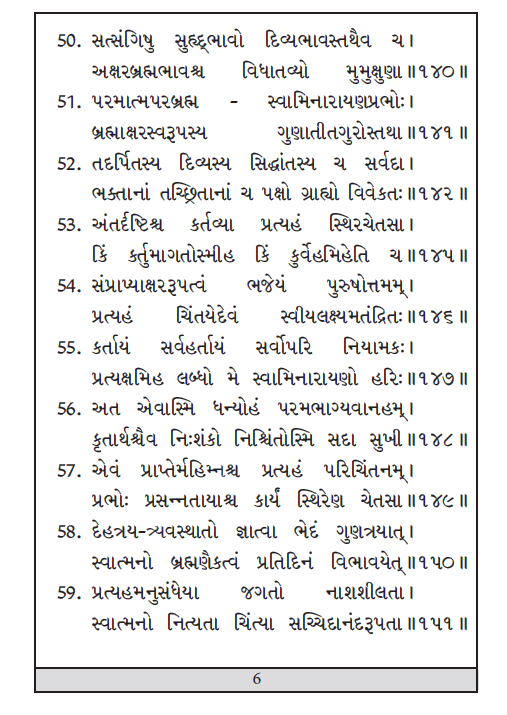 50. સત્સંગિષુ સુહૃદ્ભાવો દિવ્યભાવસ્તથૈવ ચ।
અક્ષરબ્રહ્મભાવશ્ચ વિધાતવ્યો મુમુક્ષુણા॥૧૪૦॥
51. પરમાત્મપરબ્રહ્મ - સ્વામિનારાયણપ્રભોઃ।
બ્રહ્માક્ષરસ્વરૂપસ્ય ગુણાતીતગુરોસ્તથા॥૧૪૧॥
52. તદર્પિતસ્ય દિવ્યસ્ય સિદ્ધાંતસ્ય ચ સર્વદા।
ભક્તાનાં તચ્છ્રિતાનાં ચ પક્ષો ગ્રાહ્યો વિવેકતઃ॥૧૪૨॥
53. અંતર્દષ્ટિશ્ચ કર્તવ્યા પ્રત્યહં સ્થિરચેતસા।
કિં કર્તુમાગતોસ્મીહ કિં કુર્વેહમિહેતિ ચ॥૧૪૫॥
54. સંપ્રાપ્યાક્ષરરૂપત્વં ભજેયં પુરુષોત્તમમ્।
પ્રત્યહં ચિંતયેદેવં સ્વીયલક્ષ્યમતંદ્રિતઃ॥૧૪૬॥
55. કર્તાયં સર્વહર્તાયં સર્વોપરિ નિયામકઃ।
પ્રત્યક્ષમિહ લબ્ધો મે સ્વામિનારાયણો હરિઃ॥૧૪૭॥
56. અત એવાસ્મિ ધન્યોહં પરમભાગ્યવાનહમ્।
કૃતાર્થશ્ચૈવ નિઃશંકો નિશ્ચિંતોસ્મિ સદા સુખી॥૧૪૮॥
57. એવં પ્રાપ્તેર્મહિમ્નશ્ચ પ્રત્યહં પરિચિંતનમ્।
પ્રભોઃ પ્રસન્નતાયાશ્ચ કાર્યં સ્થિરેણ ચેતસા॥૧૪૯॥
58. દેહત્રય-ત્ર્યવસ્થાતો જ્ઞાત્વા ભેદં ગુણત્રયાત્।
સ્વાત્મનો બ્રહ્મણૈકત્વં પ્રતિદિનં વિભાવયેત્॥૧૫૦॥
59. પ્રત્યહમનુસંધેયા જગતો નાશશીલતા।
સ્વાત્મનો નિત્યતા ચિંત્યા સચ્ચિદાનંદરૂપતા॥૧૫૧॥
6